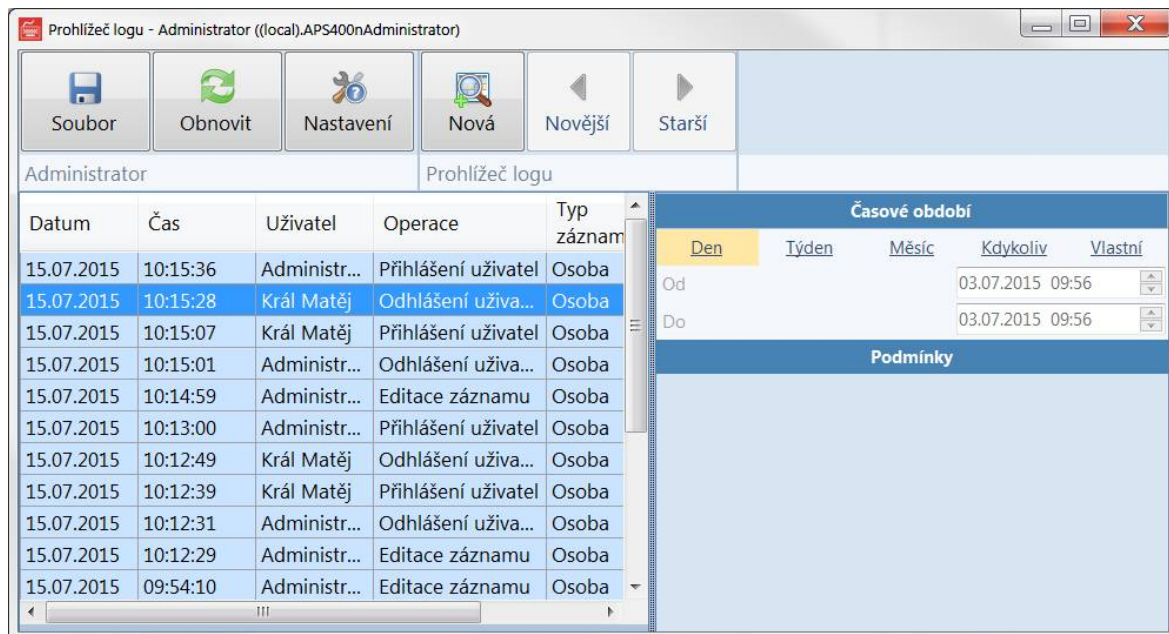 Prohlížeč logu - Administrator ((local).APS400nAdministrator)
Soubor Obnovit Nastavení Nová Novější Starší
Administrator Prohlížeč logu
Datum Čas Uživatel Operace Typ záznam
15.07.2015 10:15:36 Administr... Přihlášení uživatel Osoba
15.07.2015 10:15:28 Král Matěj Odhlášení uživa... Osoba
15.07.2015 10:15:07 Král Matěj Přihlášení uživatel Osoba
15.07.2015 10:15:01 Administr... Odhlášení uživa... Osoba
15.07.2015 10:14:59 Administr... Editace záznamu Osoba
15.07.2015 10:13:00 Administr... Přihlášení uživatel Osoba
15.07.2015 10:12:49 Král Matěj Odhlášení uživa... Osoba
15.07.2015 10:12:39 Král Matěj Přihlášení uživatel Osoba
15.07.2015 10:12:31 Administr... Odhlášení uživa... Osoba
15.07.2015 10:12:29 Administr... Editace záznamu Osoba
15.07.2015 09:54:10 Administr... Editace záznamu Osoba
Časové období
Den Týden Měsíc Kdykoliv Vlastní
Od 03.07.2015 09:56
Do 03.07.2015 09:56
Podmínky